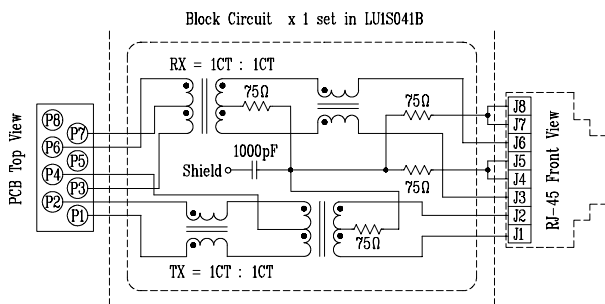 Block Circuit x 1 set in LU1S041B
RX = 1CT : 1CT
75Ω
75Ω
1000pF
Shield
75Ω
75Ω
TX = 1CT : 1CT
PCB Top View
P8
P7
P6
P5
P4
P3
P2
P1
J8
J7
J6
J5
J4
J3
J2
J1
RJ-45 Front View